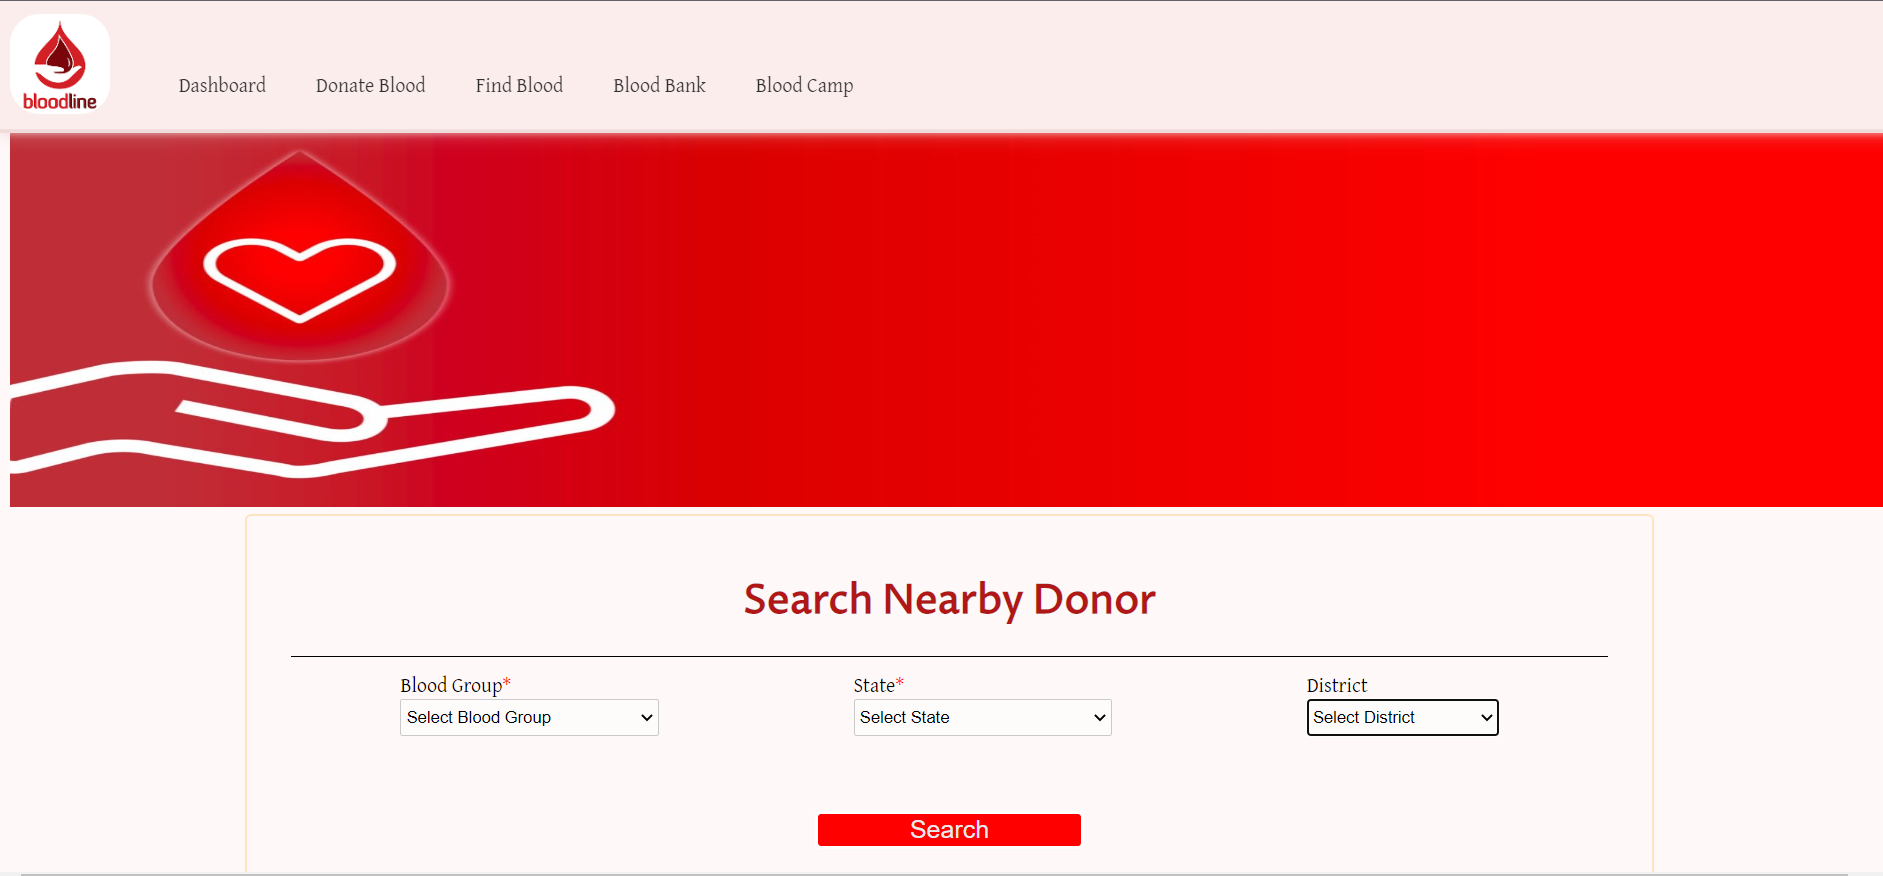 bloodline
Dashboard Donate Blood Find Blood Blood Bank Blood Camp
Search Nearby Donor
Blood Group* State* District
Select Blood Group Select State Select District
Search